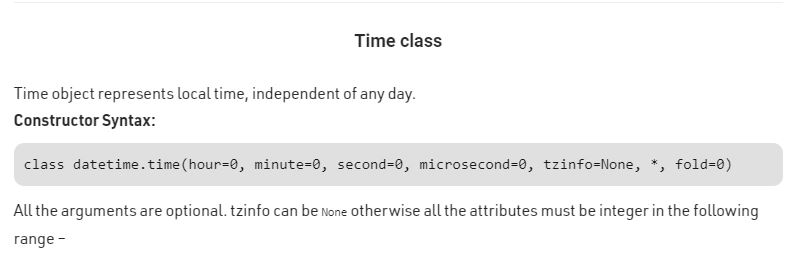 Time class
Time object represents local time, independent of any day.
Constructor Syntax:
class datetime.time(hour=0, minute=0, second=0, microsecond=0, tzinfo=None, *, fold=0)
All the arguments are optional. tzinfo can be None otherwise all the attributes must be integer in the following
range –